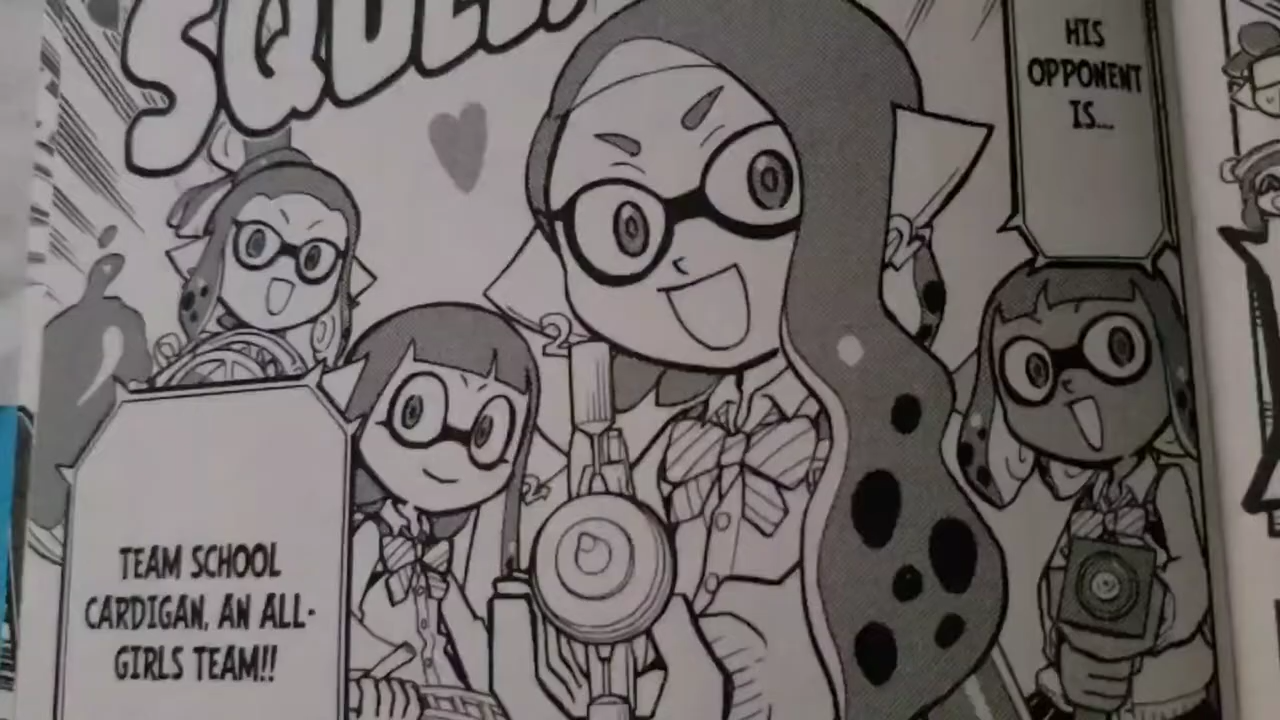 HIS
OPPONENT
IS...
TEAM SCHOOL
CARDIGAN, AN ALL-
GIRLS TEAM!!